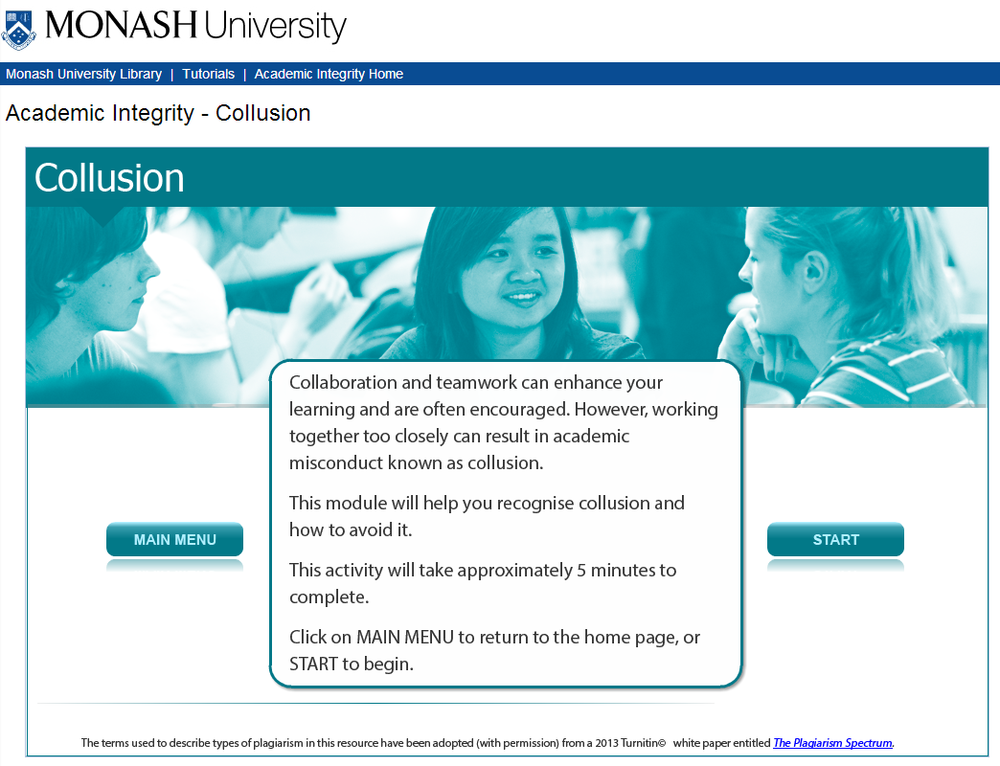 MONASH University
Monash University Library | Tutorials | Academic Integrity Home
Academic Integrity - Collusion
Collusion
Collaboration and teamwork can enhance your
learning and are often encouraged. However, working
together too closely can result in academic
misconduct known as collusion.
This module will help you recognise collusion and
how to avoid it.
This activity will take approximately 5 minutes to
complete.
Click on MAIN MENU to return to the home page, or
START to begin.
MAIN MENU
START
The terms used to describe types of plagiarism in this resource have been adopted (with permission) from a 2013 Turnitin© white paper entitled The Plagiarism Spectrum.